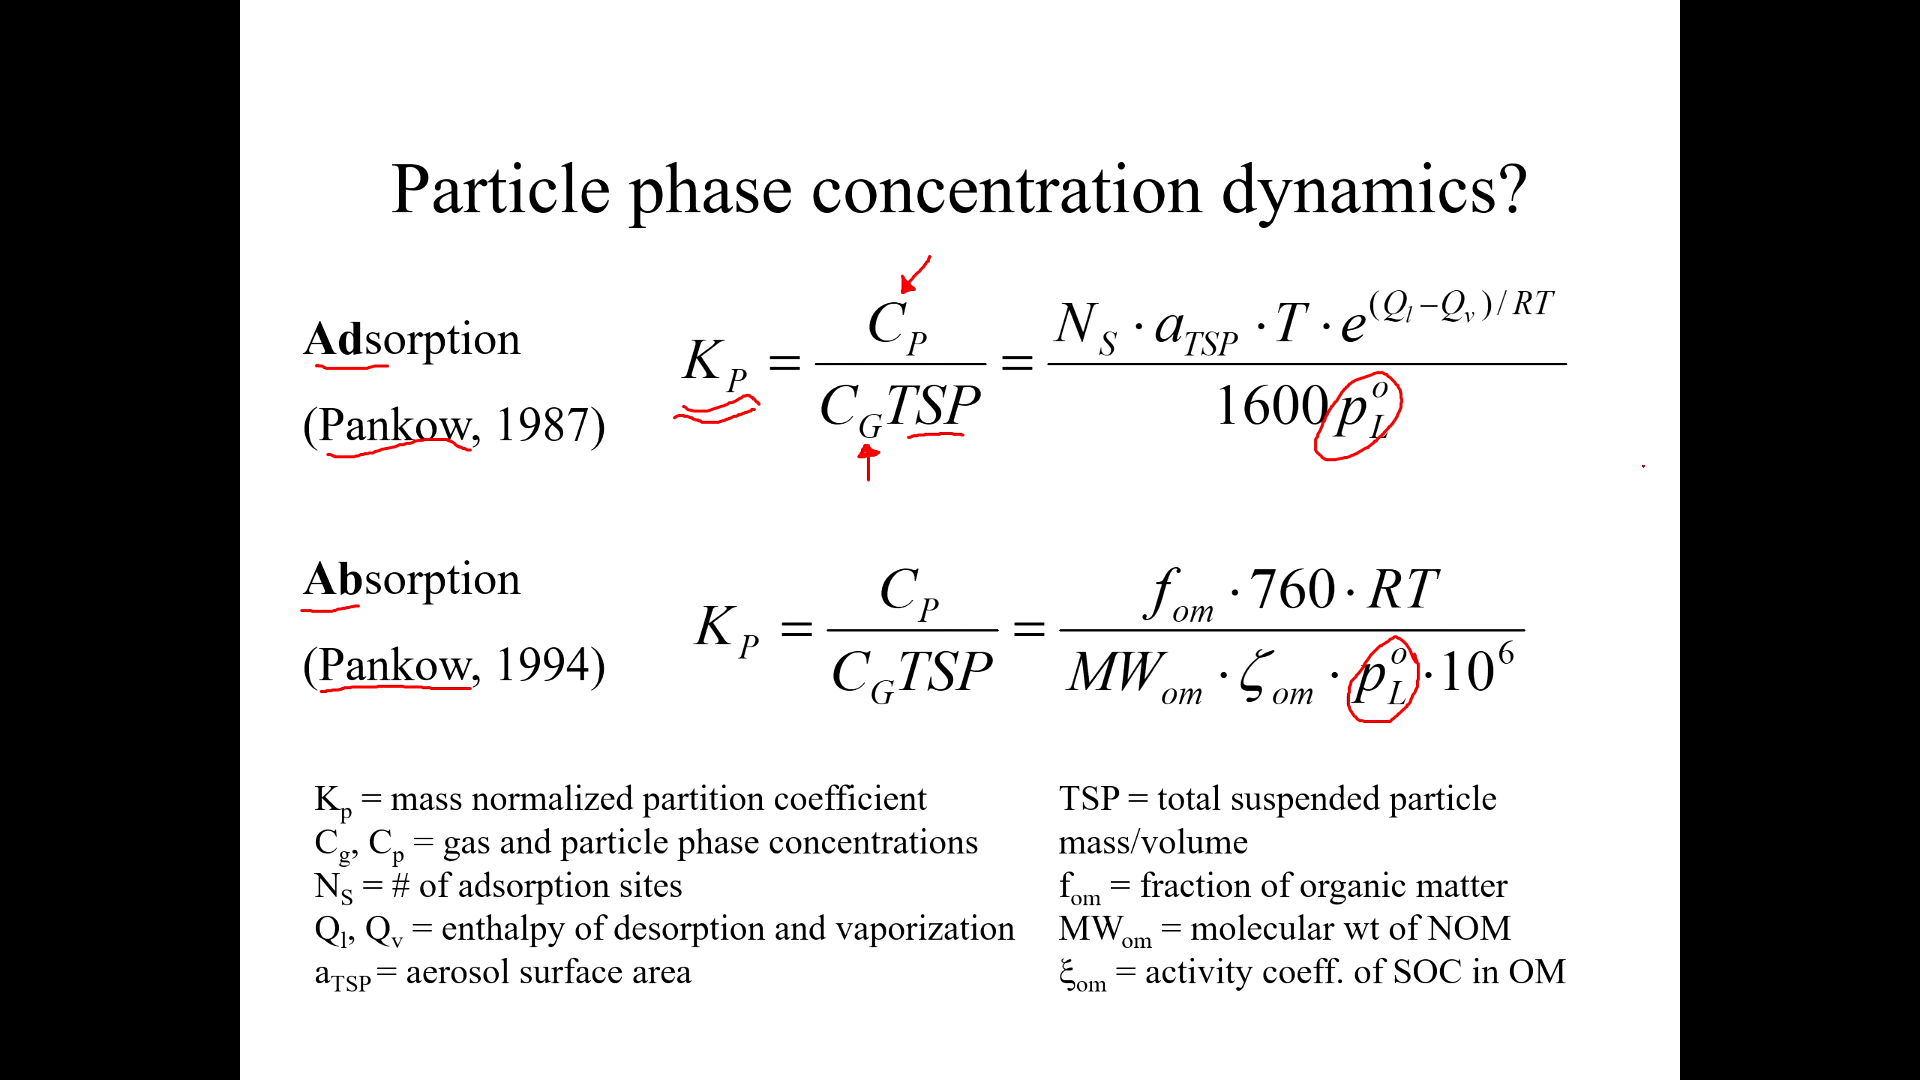 Particle phase concentration dynamics?
Adsorption
(Pankow, 1987)
K_P = C_P / (C_G TSP) = (N_S · a_TSP · T · e^((Q_l − Q_v) / RT)) / (1600 p_L^o)
Absorption
(Pankow, 1994)
K_P = C_P / (C_G TSP) = (f_om · 760 · RT) / (MW_om · ζ_om · p_L^o · 10^6)
K_p = mass normalized partition coefficient
C_g, C_p = gas and particle phase concentrations
N_S = # of adsorption sites
Q_l, Q_v = enthalpy of desorption and vaporization
a_TSP = aerosol surface area
TSP = total suspended particle
mass/volume
f_om = fraction of organic matter
MW_om = molecular wt of NOM
ξ_om = activity coeff. of SOC in OM